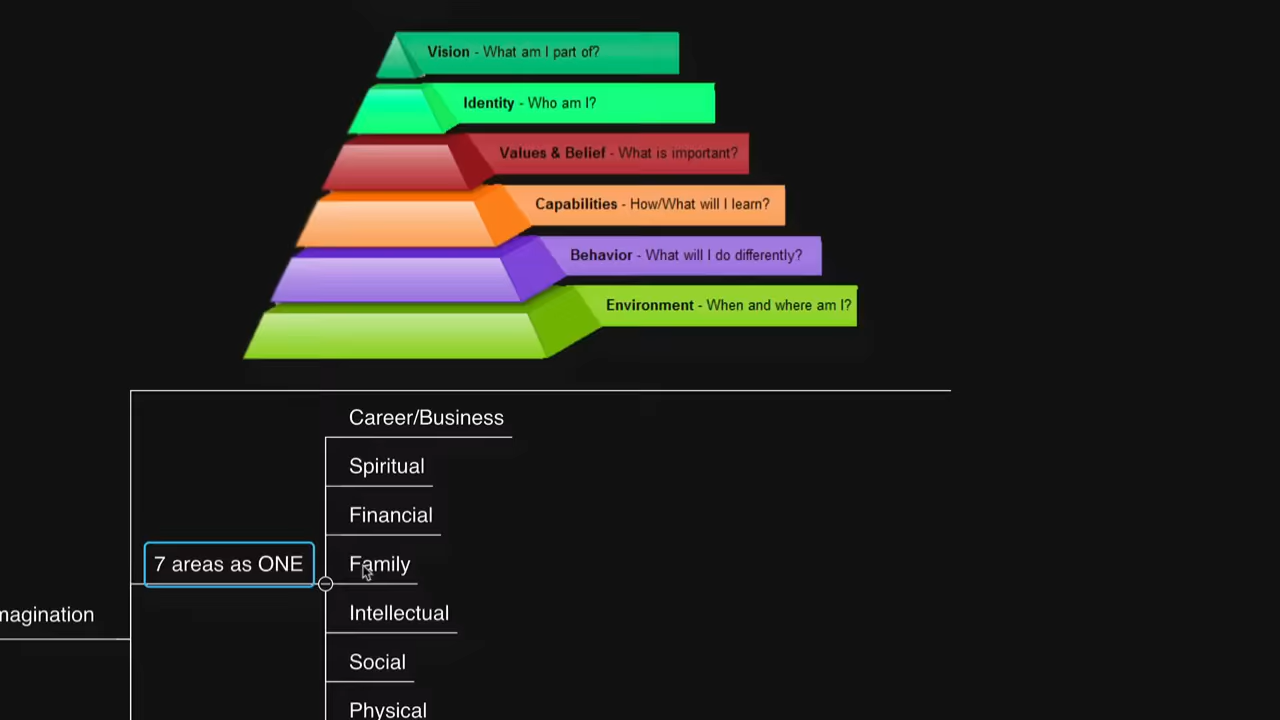 Vision - What am I part of?
Identity - Who am I?
Values & Belief - What is important?
Capabilities - How/What will I learn?
Behavior - What will I do differently?
Environment - When and where am I?
Career/Business
Spiritual
Financial
7 areas as ONE
Family
Intellectual
magination
Social
Physical